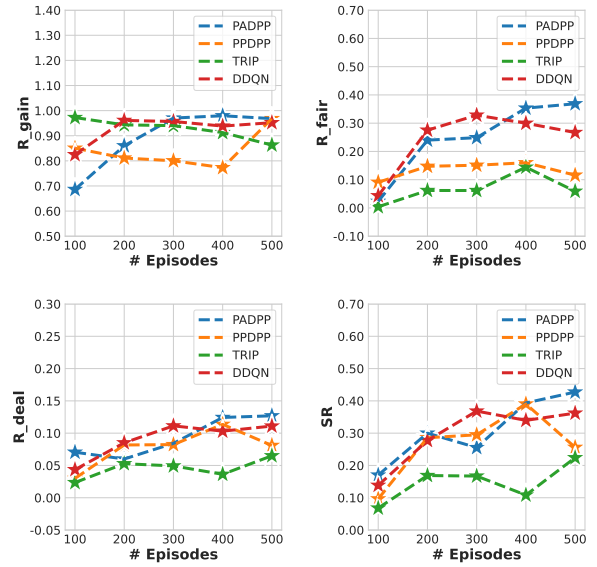 1.40
1.30
1.20
1.10
1.00
0.90
0.80
0.70
0.60
0.50
R_gain
100 200 300 400 500
# Episodes
PADPP
PPDPP
TRIP
DDQN
0.70
0.60
0.50
0.40
0.30
0.20
0.10
0.00
-0.10
R_fair
100 200 300 400 500
# Episodes
PADPP
PPDPP
TRIP
DDQN
0.30
0.25
0.20
0.15
0.10
0.05
0.00
-0.05
R_deal
100 200 300 400 500
# Episodes
PADPP
PPDPP
TRIP
DDQN
0.70
0.60
0.50
0.40
0.30
0.20
0.10
0.00
SR
100 200 300 400 500
# Episodes
PADPP
PPDPP
TRIP
DDQN